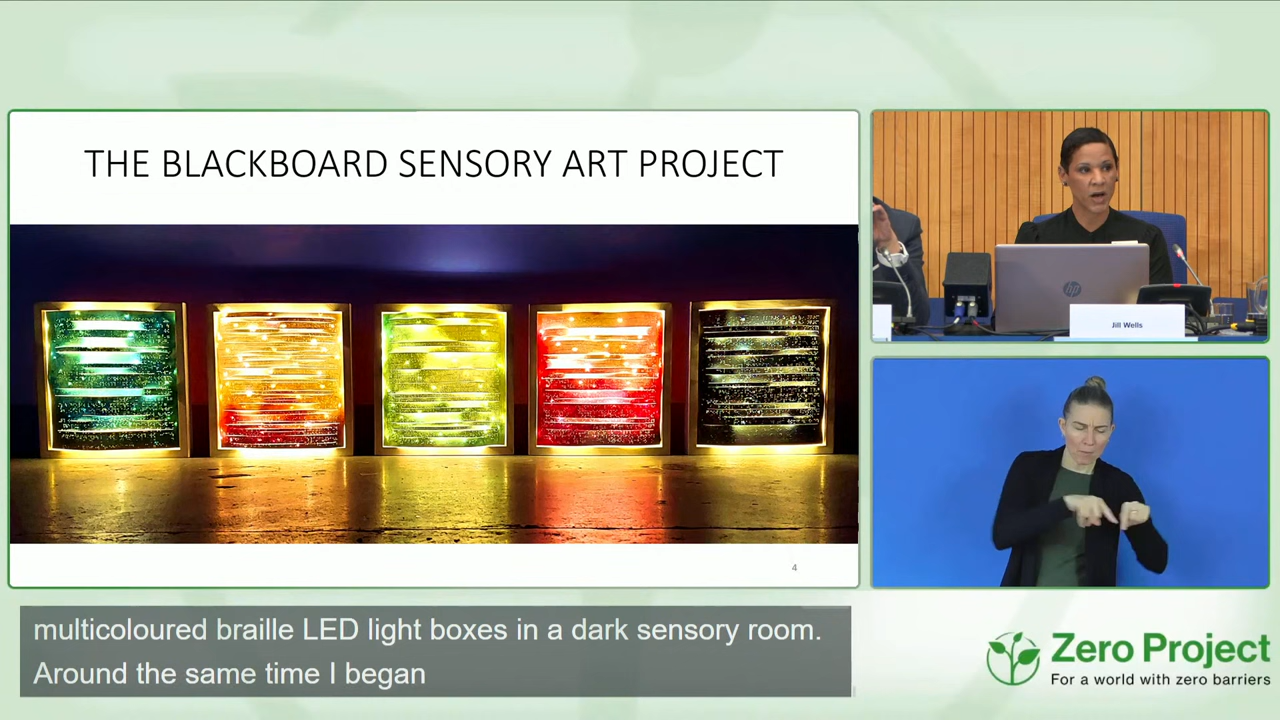 THE BLACKBOARD SENSORY ART PROJECT
hp
Jill Wells
4
multicoloured braille LED light boxes in a dark sensory room.
Around the same time I began
Zero Project
For a world with zero barriers